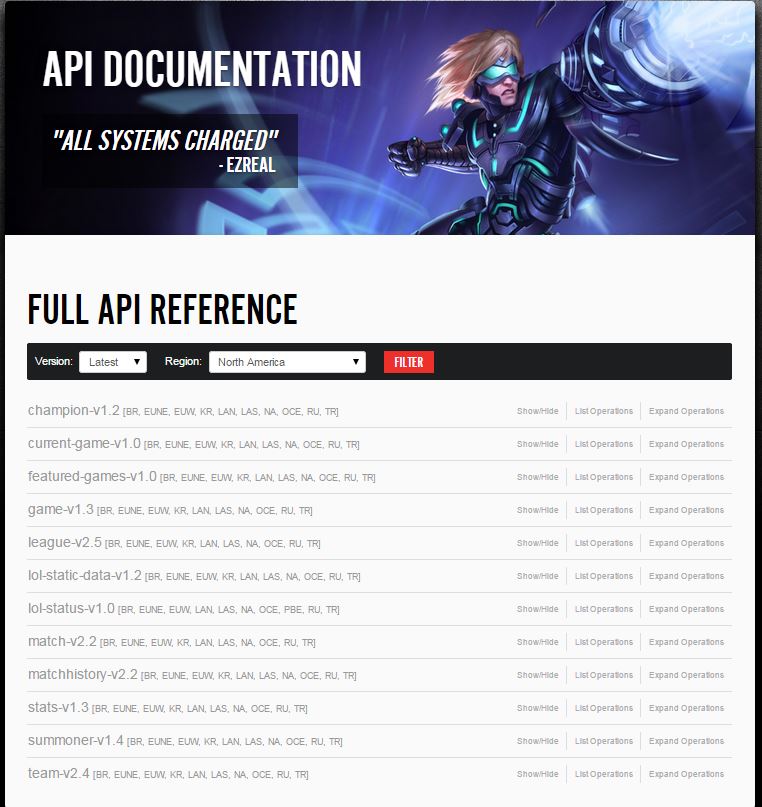 API DOCUMENTATION
"ALL SYSTEMS CHARGED"
- EZREAL
FULL API REFERENCE
Version: Latest Region: North America FILTER
champion-v1.2 [BR, EUNE, EUW, KR, LAN, LAS, NA, OCE, RU, TR] Show/Hide List Operations Expand Operations
current-game-v1.0 [BR, EUNE, EUW, KR, LAN, LAS, NA, OCE, RU, TR] Show/Hide List Operations Expand Operations
featured-games-v1.0 [BR, EUNE, EUW, KR, LAN, LAS, NA, OCE, RU, TR] Show/Hide List Operations Expand Operations
game-v1.3 [BR, EUNE, EUW, KR, LAN, LAS, NA, OCE, RU, TR] Show/Hide List Operations Expand Operations
league-v2.5 [BR, EUNE, EUW, KR, LAN, LAS, NA, OCE, RU, TR] Show/Hide List Operations Expand Operations
lol-static-data-v1.2 [BR, EUNE, EUW, KR, LAN, LAS, NA, OCE, RU, TR] Show/Hide List Operations Expand Operations
lol-status-v1.0 [BR, EUNE, EUW, LAN, LAS, NA, OCE, PBE, RU, TR] Show/Hide List Operations Expand Operations
match-v2.2 [BR, EUNE, EUW, KR, LAN, LAS, NA, OCE, RU, TR] Show/Hide List Operations Expand Operations
matchhistory-v2.2 [BR, EUNE, EUW, KR, LAN, LAS, NA, OCE, RU, TR] Show/Hide List Operations Expand Operations
stats-v1.3 [BR, EUNE, EUW, KR, LAN, LAS, NA, OCE, RU, TR] Show/Hide List Operations Expand Operations
summoner-v1.4 [BR, EUNE, EUW, KR, LAN, LAS, NA, OCE, RU, TR] Show/Hide List Operations Expand Operations
team-v2.4 [BR, EUNE, EUW, KR, LAN, LAS, NA, OCE, RU, TR] Show/Hide List Operations Expand Operations